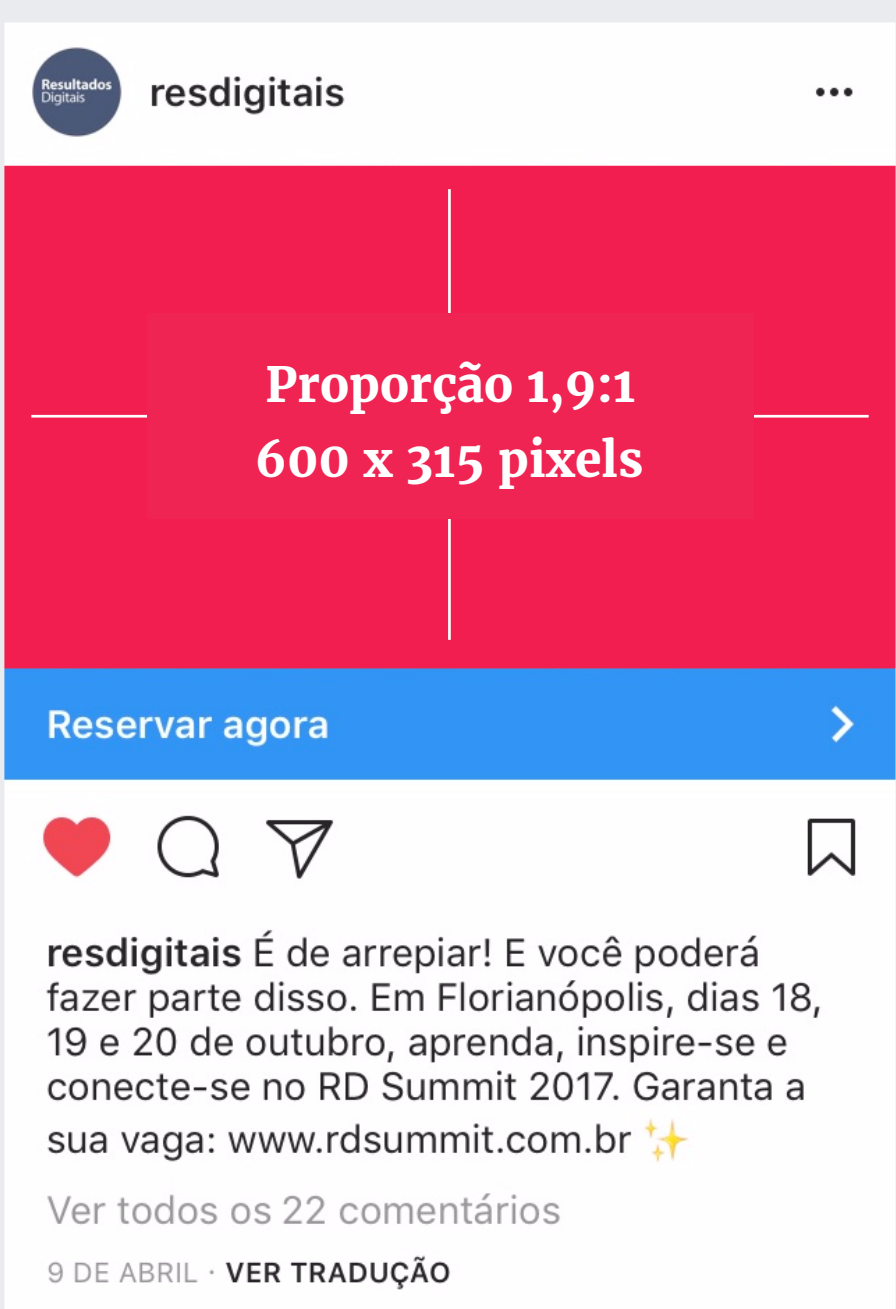 Resultados
Digitais
resdigitais
Proporção 1,9:1
600 x 315 pixels
Reservar agora
resdigitais É de arrepiar! E você poderá
fazer parte disso. Em Florianópolis, dias 18,
19 e 20 de outubro, aprenda, inspire-se e
conecte-se no RD Summit 2017. Garanta a
sua vaga: www.rdsummit.com.br ✨
Ver todos os 22 comentários
9 DE ABRIL · VER TRADUÇÃO